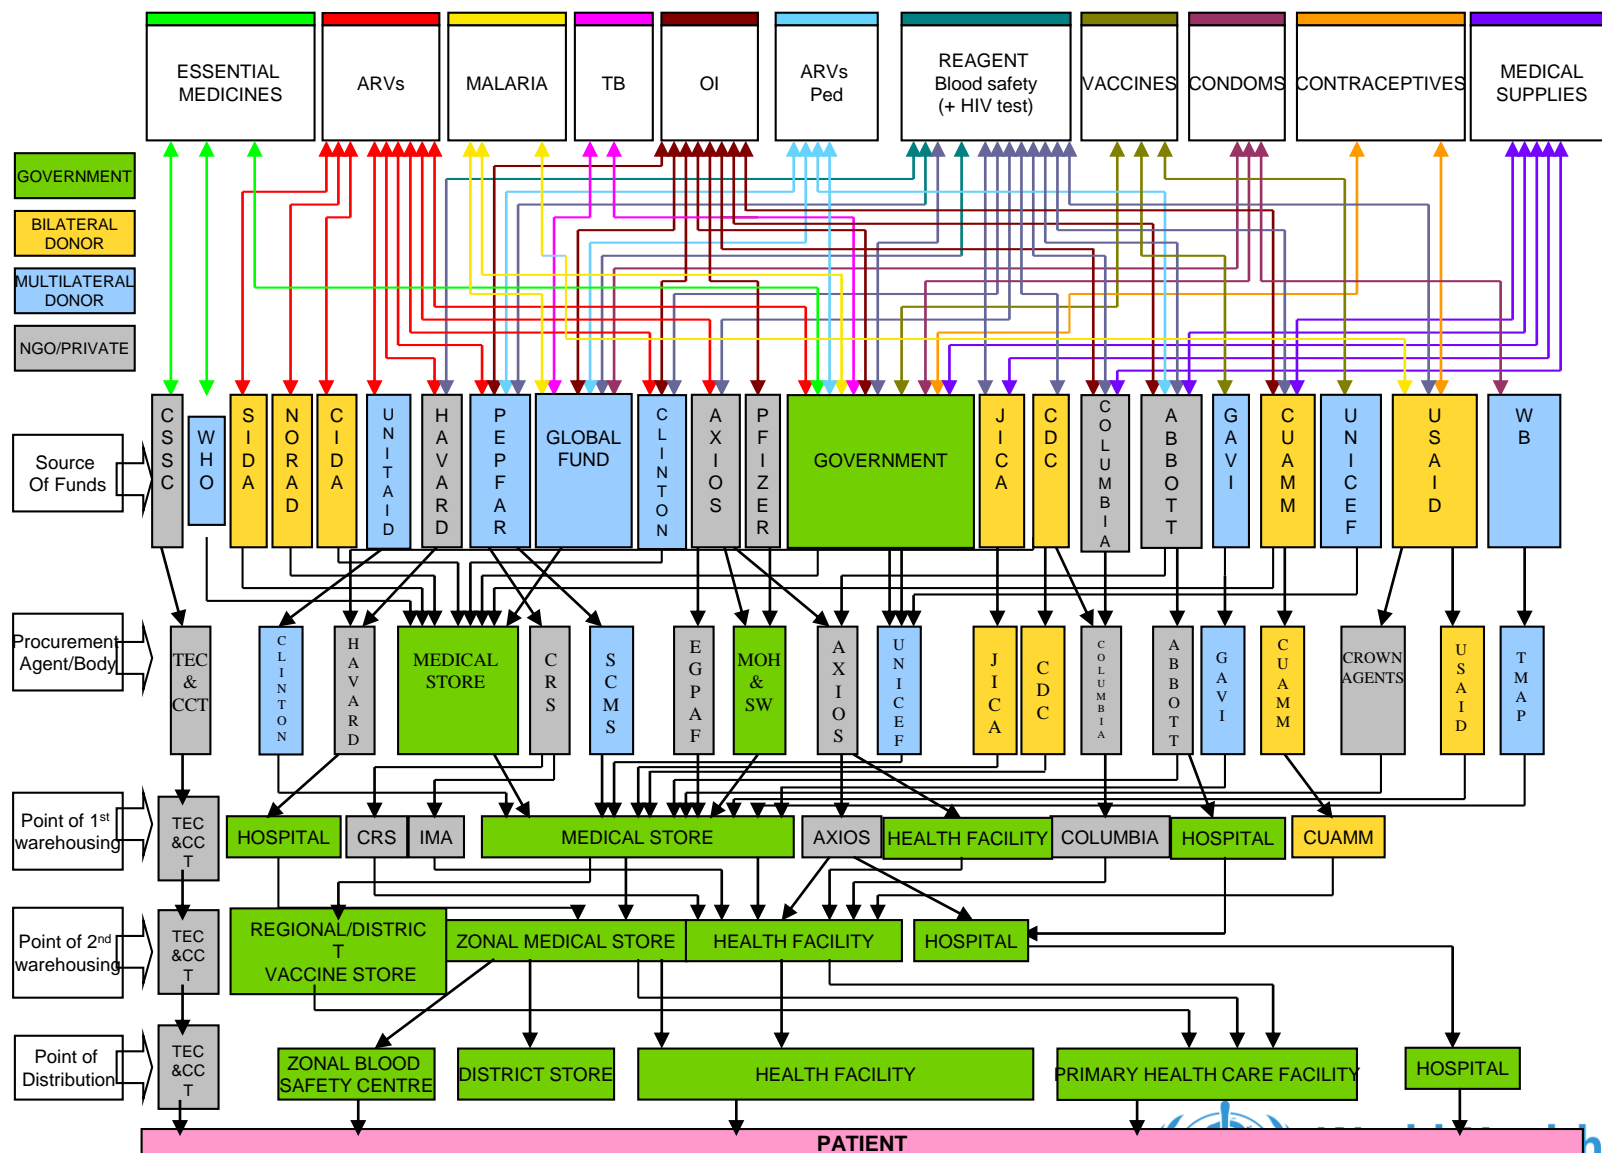 ESSENTIAL
MEDICINES
ARVs
MALARIA
TB
OI
ARVs
Ped
REAGENT
Blood safety
(+ HIV test)
VACCINES
CONDOMS
CONTRACEPTIVES
MEDICAL
SUPPLIES
GOVERNMENT
BILATERAL
DONOR
MULTILATERAL
DONOR
NGO/PRIVATE
Source
Of Funds
CSSC
WHO
SIDA
NORAD
CIDA
UNITAID
HAVARD
PEPFAR
GLOBAL
FUND
CLINTON
AXIOS
PFIZER
GOVERNMENT
JICA
CDC
COLUMBIA
ABBOTT
GAVI
CUAMM
UNICEF
USAID
WB
Procurement
Agent/Body
TEC
&
CCT
CLINTON
HAVARD
MEDICAL
STORE
CRS
SCMS
EGPAF
MOH
&
SW
AXIOS
UNICEF
JICA
CDC
COLUMBIA
ABBOTT
GAVI
CUAMM
CROWN
AGENTS
USAID
TMAP
Point of 1st
warehousing
TEC
&CC
T
HOSPITAL
CRS
IMA
MEDICAL STORE
AXIOS
HEALTH FACILITY
COLUMBIA
HOSPITAL
CUAMM
Point of 2nd
warehousing
TEC
&CC
T
REGIONAL/DISTRIC
T
VACCINE STORE
ZONAL MEDICAL STORE
HEALTH FACILITY
HOSPITAL
Point of
Distribution
TEC
&CC
T
ZONAL BLOOD
SAFETY CENTRE
DISTRICT STORE
HEALTH FACILITY
PRIMARY HEALTH CARE FACILITY
HOSPITAL
PATIENT